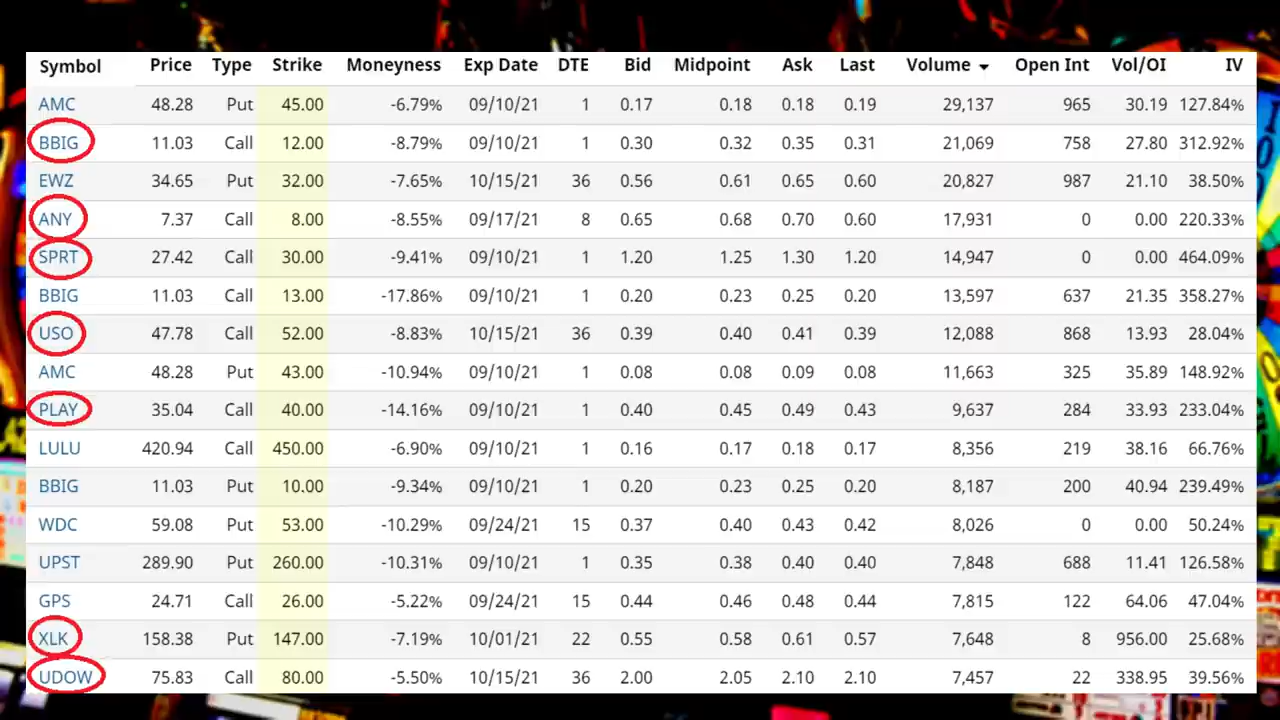 Symbol Price Type Strike Moneyness Exp Date DTE Bid Midpoint Ask Last Volume Open Int Vol/OI IV
AMC 48.28 Put 45.00 -6.79% 09/10/21 1 0.17 0.18 0.18 0.19 29,137 965 30.19 127.84%
BBIG 11.03 Call 12.00 -8.79% 09/10/21 1 0.30 0.32 0.35 0.31 21,069 758 27.80 312.92%
EWZ 34.65 Put 32.00 -7.65% 10/15/21 36 0.56 0.61 0.65 0.60 20,827 987 21.10 38.50%
ANY 7.37 Call 8.00 -8.55% 09/17/21 8 0.65 0.68 0.70 0.60 17,931 0 0.00 220.33%
SPRT 27.42 Call 30.00 -9.41% 09/10/21 1 1.20 1.25 1.30 1.20 14,947 0 0.00 464.09%
BBIG 11.03 Call 13.00 -17.86% 09/10/21 1 0.20 0.23 0.25 0.20 13,597 637 21.35 358.27%
USO 47.78 Call 52.00 -8.83% 10/15/21 36 0.39 0.40 0.41 0.39 12,088 868 13.93 28.04%
AMC 48.28 Put 43.00 -10.94% 09/10/21 1 0.08 0.08 0.09 0.08 11,663 325 35.89 148.92%
PLAY 35.04 Call 40.00 -14.16% 09/10/21 1 0.40 0.45 0.49 0.43 9,637 284 33.93 233.04%
LULU 420.94 Call 450.00 -6.90% 09/10/21 1 0.16 0.17 0.18 0.17 8,356 219 38.16 66.76%
BBIG 11.03 Put 10.00 -9.34% 09/10/21 1 0.20 0.23 0.25 0.20 8,187 200 40.94 239.49%
WDC 59.08 Put 53.00 -10.29% 09/24/21 15 0.37 0.40 0.43 0.42 8,026 0 0.00 50.24%
UPST 289.90 Put 260.00 -10.31% 09/10/21 1 0.35 0.38 0.40 0.40 7,848 688 11.41 126.58%
GPS 24.71 Call 26.00 -5.22% 09/24/21 15 0.44 0.46 0.48 0.44 7,815 122 64.06 47.04%
XLK 158.38 Put 147.00 -7.19% 10/01/21 22 0.55 0.58 0.61 0.57 7,648 8 956.00 25.68%
UDOW 75.83 Call 80.00 -5.50% 10/15/21 36 2.00 2.05 2.10 2.10 7,457 22 338.95 39.56%